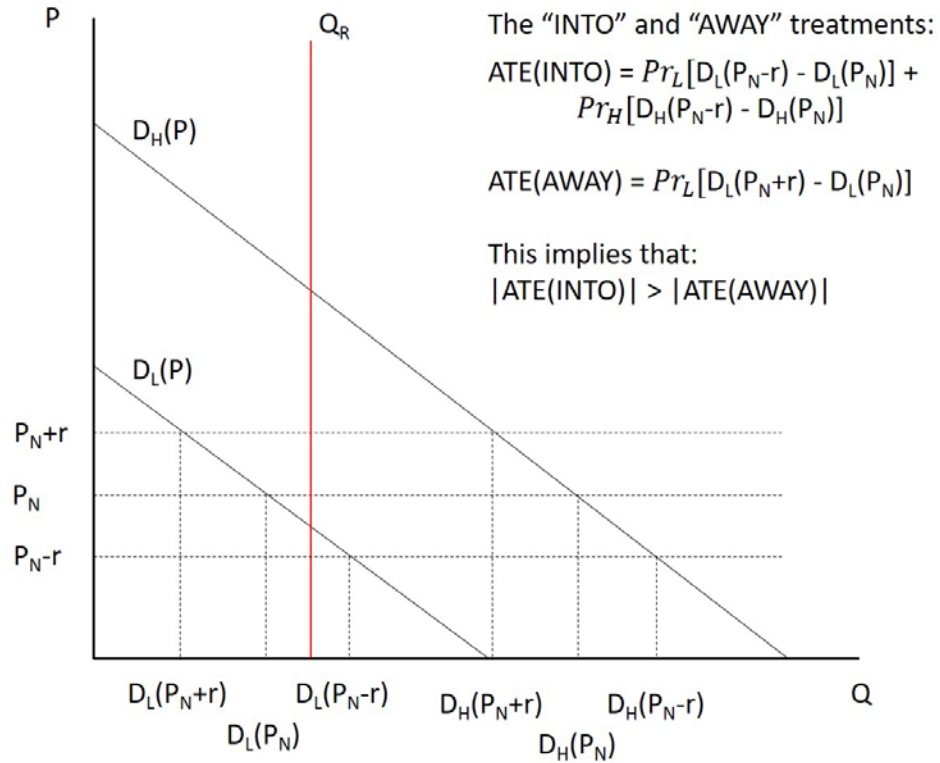 P
Q_R
The “INTO” and “AWAY” treatments:
ATE(INTO) = Pr_L[D_L(P_N-r) - D_L(P_N)] +
Pr_H[D_H(P_N-r) - D_H(P_N)]
ATE(AWAY) = Pr_L[D_L(P_N+r) - D_L(P_N)]
This implies that:
|ATE(INTO)| > |ATE(AWAY)|
D_H(P)
D_L(P)
P_N+r
P_N
P_N-r
D_L(P_N+r) D_L(P_N-r) D_H(P_N+r) D_H(P_N-r) Q
D_L(P_N) D_H(P_N)